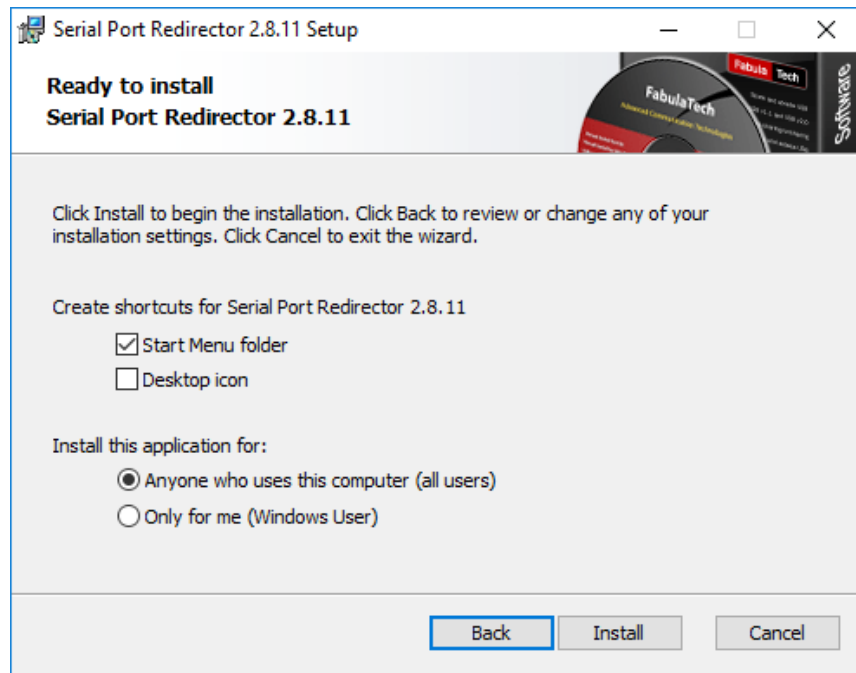 Serial Port Redirector 2.8.11 Setup
Ready to install
Serial Port Redirector 2.8.11
FabulaTech
Advanced Communication Technologies
Fabula Tech
Software
Click Install to begin the installation. Click Back to review or change any of your
installation settings. Click Cancel to exit the wizard.
Create shortcuts for Serial Port Redirector 2.8.11
Start Menu folder
Desktop icon
Install this application for:
Anyone who uses this computer (all users)
Only for me (Windows User)
Back
Install
Cancel